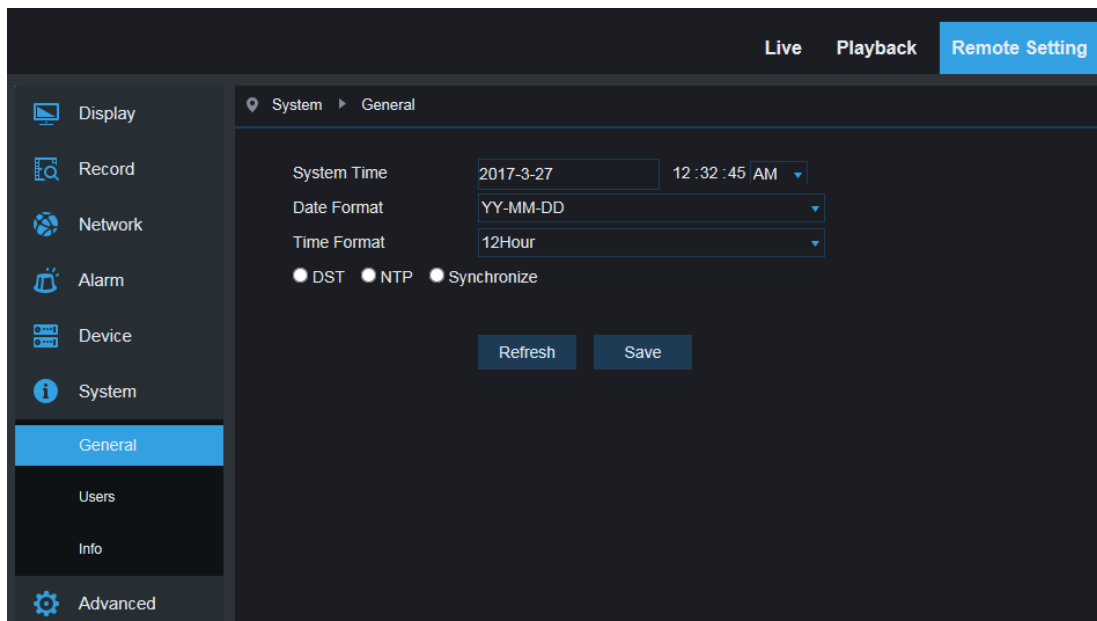 Live Playback Remote Setting
Display
Record
Network
Alarm
Device
System
General
Users
Info
Advanced
System General
System Time 2017-3-27 12:32:45 AM
Date Format YY-MM-DD
Time Format 12Hour
DST NTP Synchronize
Refresh Save